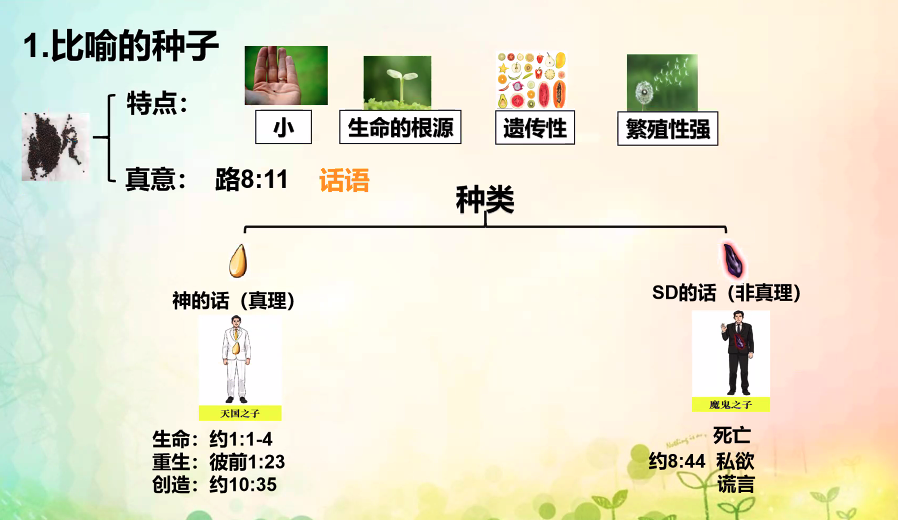 1.比喻的种子
特点：
小
生命的根源
遗传性
繁殖性强
真意： 路8:11 话语
种类
神的话（真理）
SD的话（非真理）
天国之子
魔鬼之子
生命：约1:1-4
重生：彼前1:23
创造：约10:35
死亡
约8:44 私欲
谎言